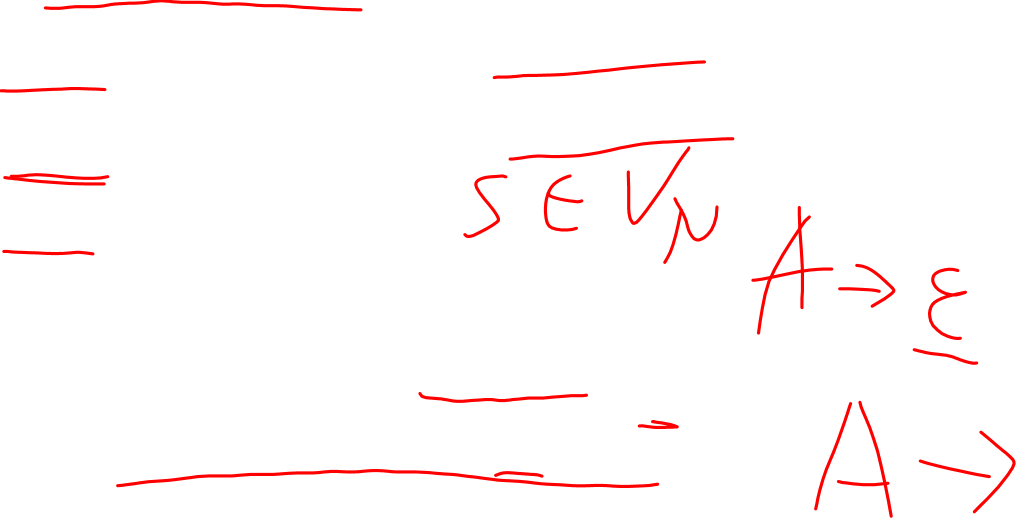 S ∈ V_N
A → ε
A →